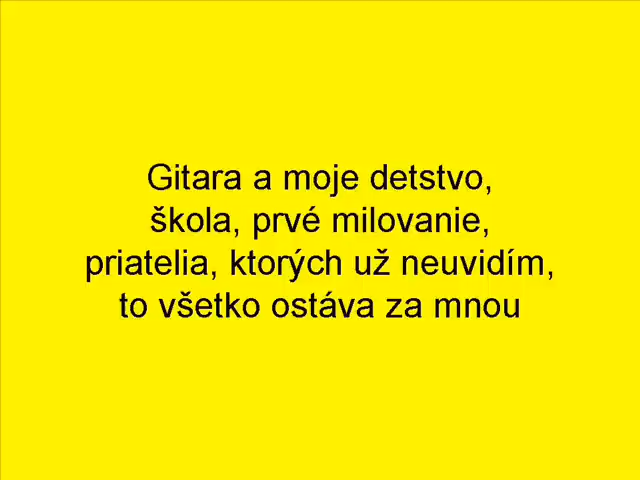 Gitara a moje detstvo,
škola, prvé milovanie,
priatelia, ktorých už neuvidím,
to všetko ostáva za mnou